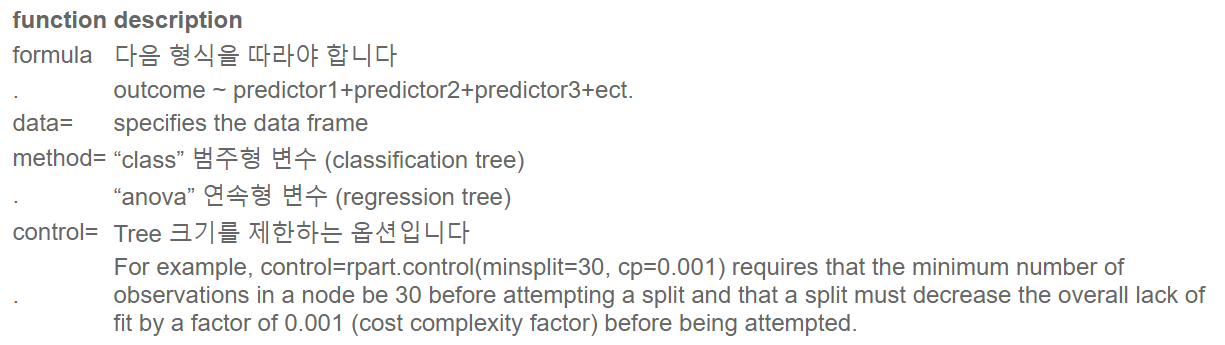 function description
formula 다음 형식을 따라야 합니다
. outcome ~ predictor1+predictor2+predictor3+ect.
data= specifies the data frame
method= “class” 범주형 변수 (classification tree)
. “anova” 연속형 변수 (regression tree)
control= Tree 크기를 제한하는 옵션입니다
For example, control=rpart.control(minsplit=30, cp=0.001) requires that the minimum number of
. observations in a node be 30 before attempting a split and that a split must decrease the overall lack of
fit by a factor of 0.001 (cost complexity factor) before being attempted.